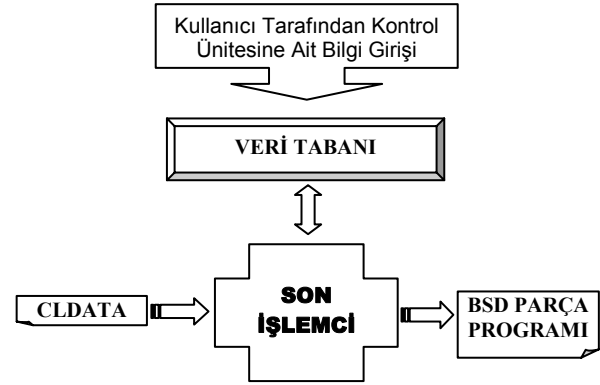 Kullanıcı Tarafından Kontrol
Ünitesine Ait Bilgi Girişi
VERİ TABANI
CLDATA
SON
İŞLEMCİ
BSD PARÇA
PROGRAMI